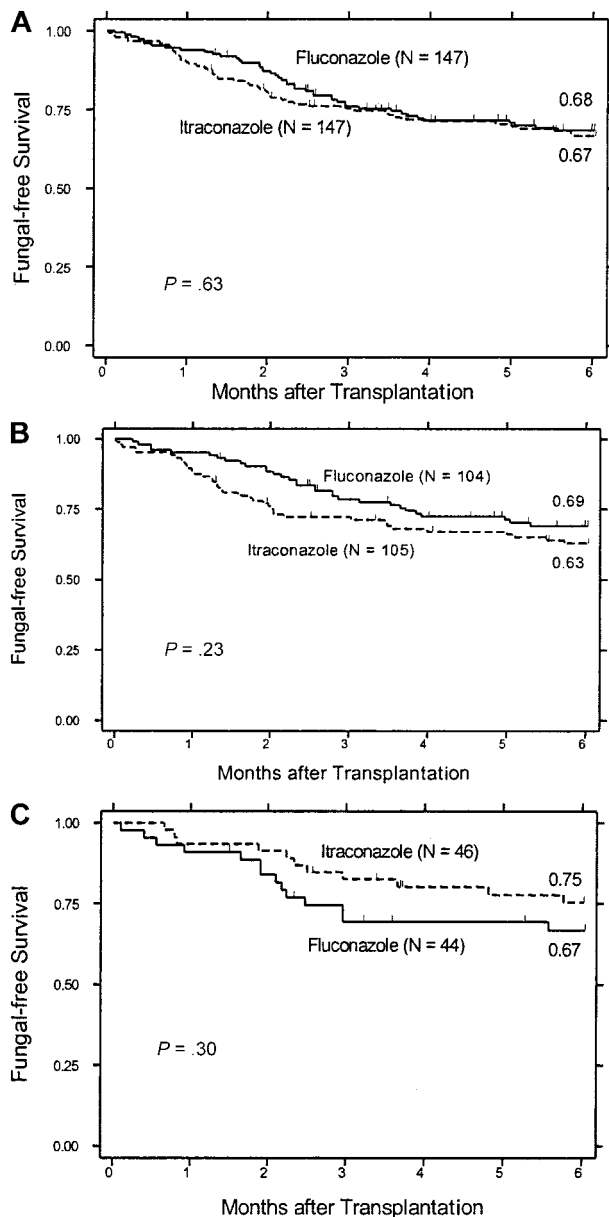 A
Fungal-free Survival
1.00
0.75
0.50
0.25
0.00
Fluconazole (N = 147)
Itraconazole (N = 147)
0.68
0.67
P = .63
0 1 2 3 4 5 6
Months after Transplantation
B
Fungal-free Survival
1.00
0.75
0.50
0.25
0.00
Fluconazole (N = 104)
Itraconazole (N = 105)
0.69
0.63
P = .23
0 1 2 3 4 5 6
Months after Transplantation
C
Fungal-free Survival
1.00
0.75
0.50
0.25
0.00
Itraconazole (N = 46)
Fluconazole (N = 44)
0.75
0.67
P = .30
0 1 2 3 4 5 6
Months after Transplantation